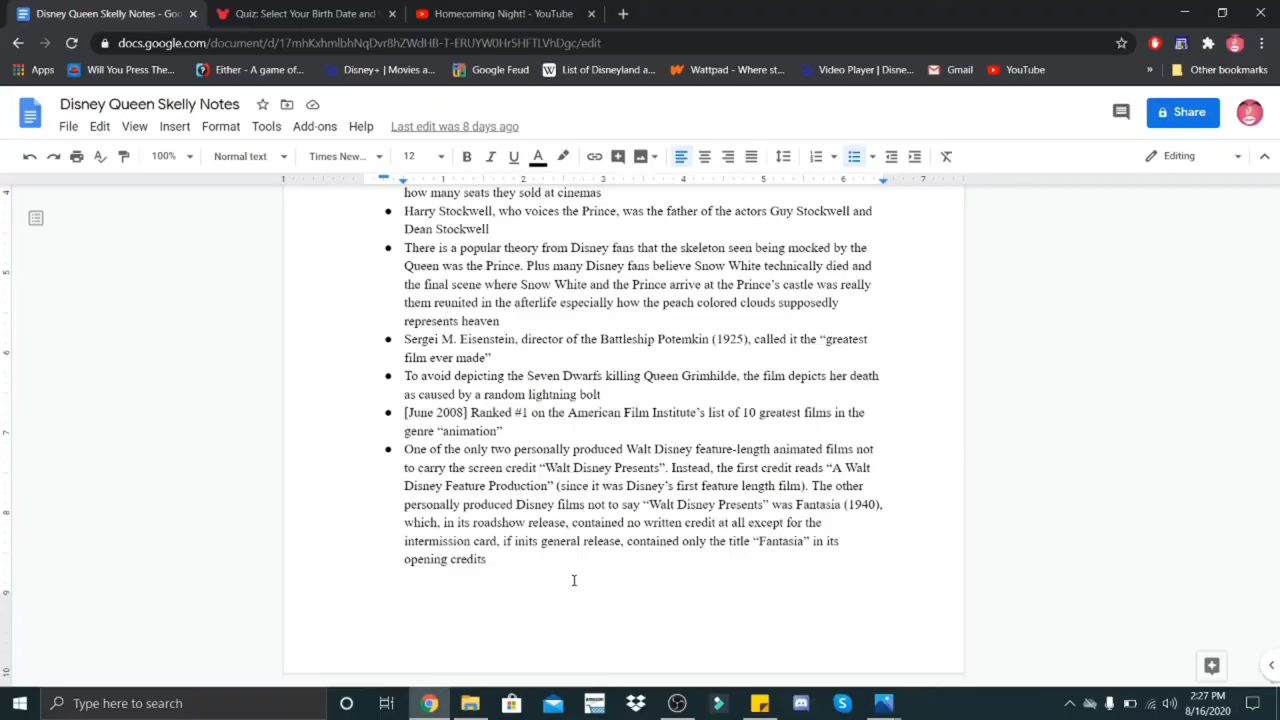 Disney Queen Skelly Notes - Goo
Quiz: Select Your Birth Date and
Homecoming Night! - YouTube
docs.google.com/document/d/17mhKxhmlbhNqDvr8hZWdHB-T-ERUYW0Hr5HFTLVhDgc/edit
Apps
Will You Press The...
Either - A game of...
Disney+ | Movies a...
Google Feud
List of Disneyland a...
Wattpad - Where st...
Video Player | Disne...
Gmail
YouTube
Other bookmarks
Disney Queen Skelly Notes
Share
File Edit View Insert Format Tools Add-ons Help Last edit was 8 days ago
100% Normal text Times New... 12 Editing
1 1 2 3 4 5 6 7
how many seats they sold at cinemas
● Harry Stockwell, who voices the Prince, was the father of the actors Guy Stockwell and
Dean Stockwell
● There is a popular theory from Disney fans that the skeleton seen being mocked by the
Queen was the Prince. Plus many Disney fans believe Snow White technically died and
the final scene where Snow White and the Prince arrive at the Prince’s castle was really
them reunited in the afterlife especially how the peach colored clouds supposedly
represents heaven
● Sergei M. Eisenstein, director of the Battleship Potemkin (1925), called it the “greatest
film ever made”
● To avoid depicting the Seven Dwarfs killing Queen Grimhilde, the film depicts her death
as caused by a random lightning bolt
● [June 2008] Ranked #1 on the American Film Institute’s list of 10 greatest films in the
genre “animation”
● One of the only two personally produced Walt Disney feature-length animated films not
to carry the screen credit “Walt Disney Presents”. Instead, the first credit reads “A Walt
Disney Feature Production” (since it was Disney’s first feature length film). The other
personally produced Disney films not to say “Walt Disney Presents” was Fantasia (1940),
which, in its roadshow release, contained no written credit at all except for the
intermission card, if inits general release, contained only the title “Fantasia” in its
opening credits
Type here to search
2:27 PM
8/16/2020